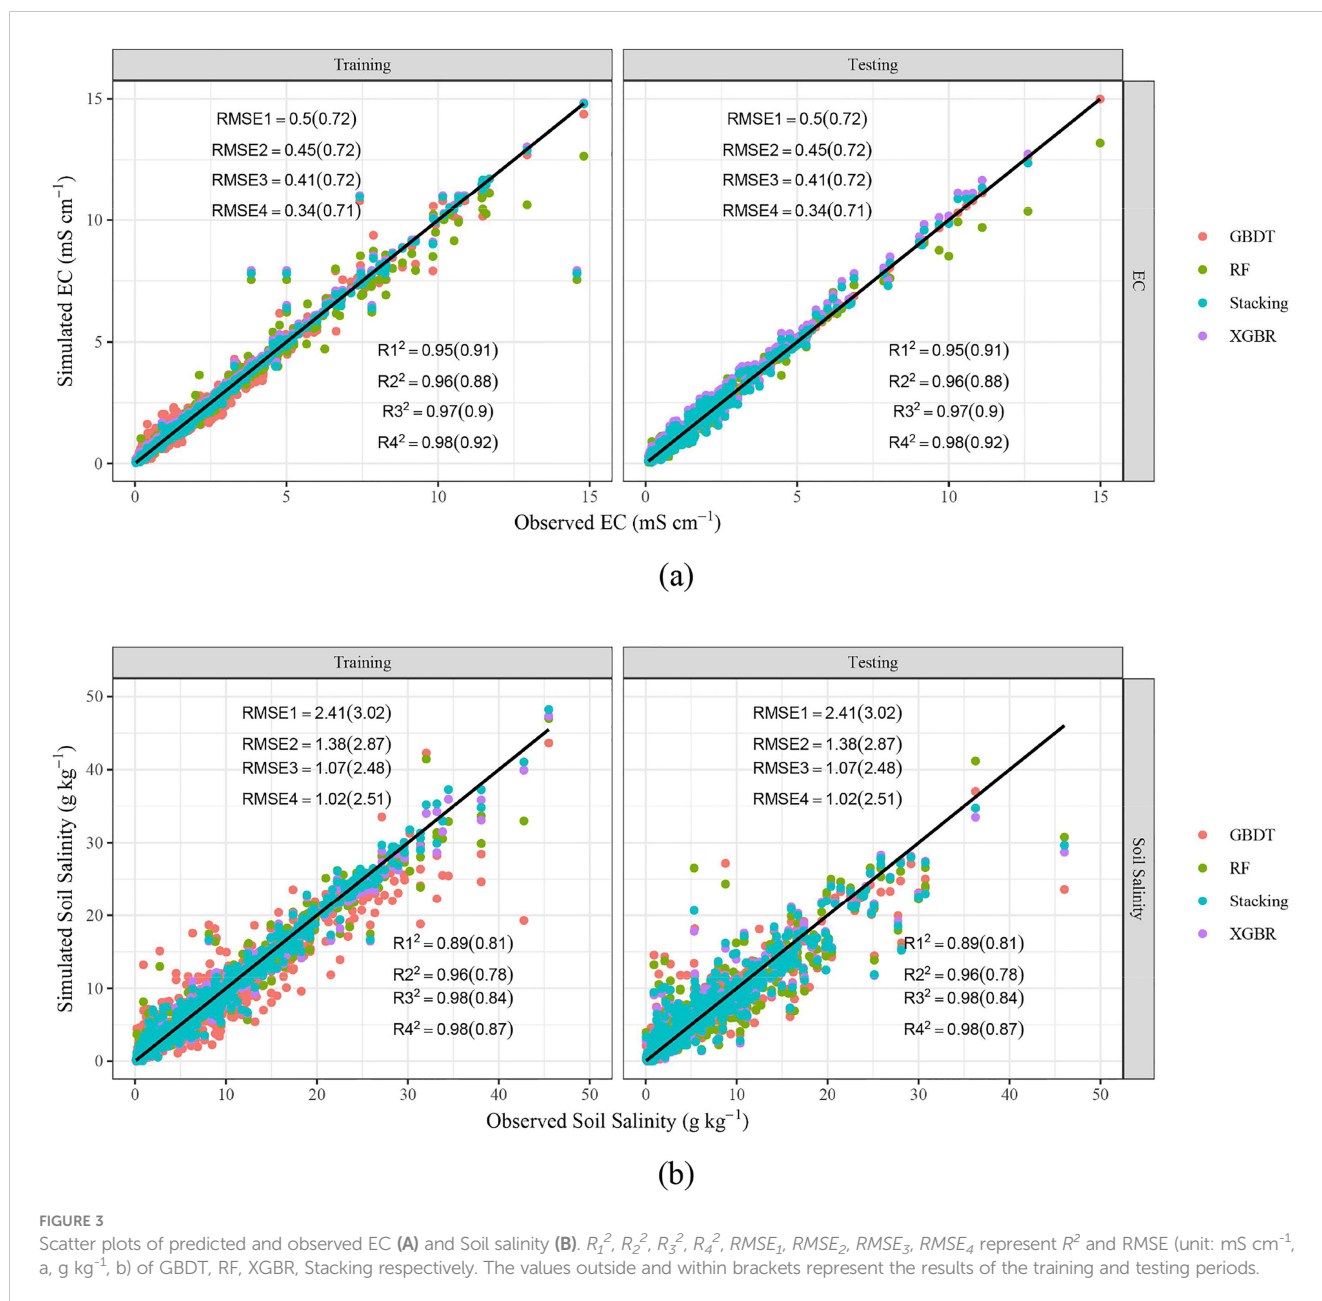 Training
Testing
Simulated EC (mS cm⁻¹)
15
10
5
0
RMSE1 = 0.5(0.72)
RMSE2 = 0.45(0.72)
RMSE3 = 0.41(0.72)
RMSE4 = 0.34(0.71)
R1² = 0.95(0.91)
R2² = 0.96(0.88)
R3² = 0.97(0.9)
R4² = 0.98(0.92)
RMSE1 = 0.5(0.72)
RMSE2 = 0.45(0.72)
RMSE3 = 0.41(0.72)
RMSE4 = 0.34(0.71)
R1² = 0.95(0.91)
R2² = 0.96(0.88)
R3² = 0.97(0.9)
R4² = 0.98(0.92)
EC
GBDT
RF
Stacking
XGBR
0 5 10 15
0 5 10 15
Observed EC (mS cm⁻¹)
(a)
Training
Testing
Simulated Soil Salinity (g kg⁻¹)
50
40
30
20
10
0
RMSE1 = 2.41(3.02)
RMSE2 = 1.38(2.87)
RMSE3 = 1.07(2.48)
RMSE4 = 1.02(2.51)
R1² = 0.89(0.81)
R2² = 0.96(0.78)
R3² = 0.98(0.84)
R4² = 0.98(0.87)
RMSE1 = 2.41(3.02)
RMSE2 = 1.38(2.87)
RMSE3 = 1.07(2.48)
RMSE4 = 1.02(2.51)
R1² = 0.89(0.81)
R2² = 0.96(0.78)
R3² = 0.98(0.84)
R4² = 0.98(0.87)
Soil Salinity
GBDT
RF
Stacking
XGBR
0 10 20 30 40 50
0 10 20 30 40 50
Observed Soil Salinity (g kg⁻¹)
(b)
FIGURE 3
Scatter plots of predicted and observed EC (A) and Soil salinity (B). R₁², R₂², R₃², R₄², RMSE₁, RMSE₂, RMSE₃, RMSE₄ represent R² and RMSE (unit: mS cm⁻¹,
a, g kg⁻¹, b) of GBDT, RF, XGBR, Stacking respectively. The values outside and within brackets represent the results of the training and testing periods.